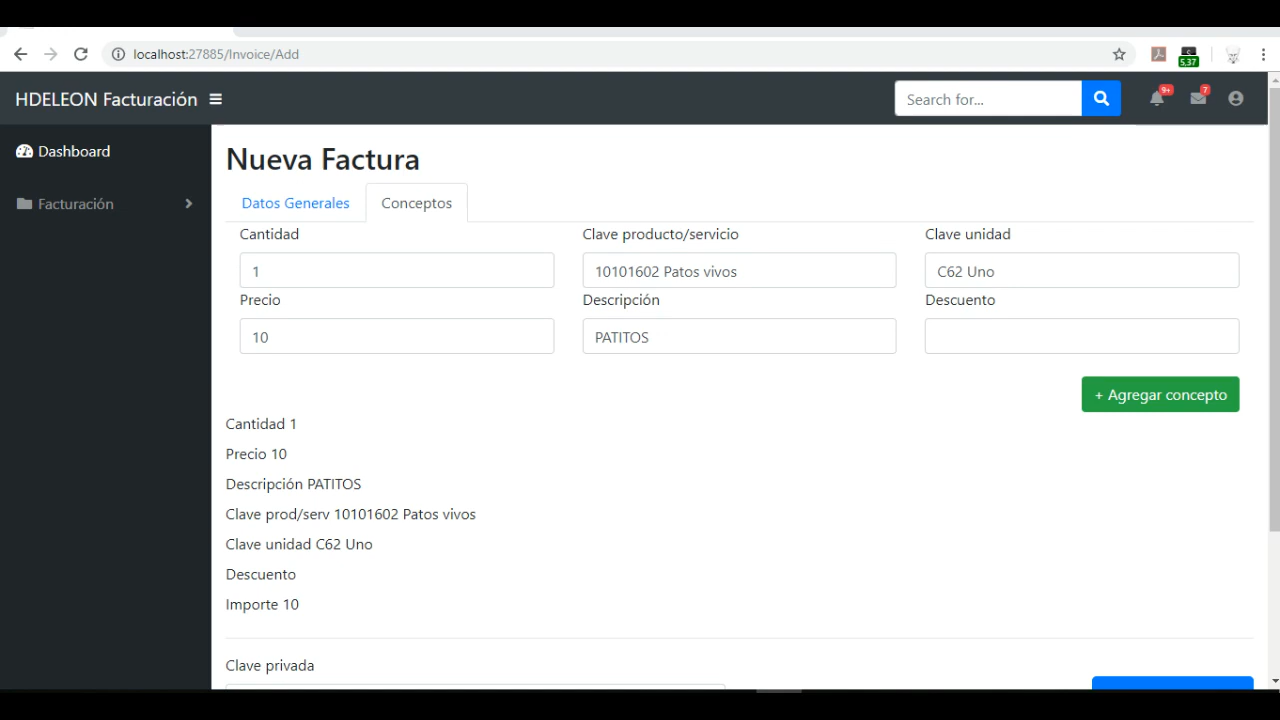 localhost:27885/Invoice/Add
5,37
HDELEON Facturación
Search for...
9+
7
Dashboard
Facturación
Nueva Factura
Datos Generales
Conceptos
Cantidad
Clave producto/servicio
Clave unidad
1
10101602 Patos vivos
C62 Uno
Precio
Descripción
Descuento
10
PATITOS
+ Agregar concepto
Cantidad 1
Precio 10
Descripción PATITOS
Clave prod/serv 10101602 Patos vivos
Clave unidad C62 Uno
Descuento
Importe 10
Clave privada